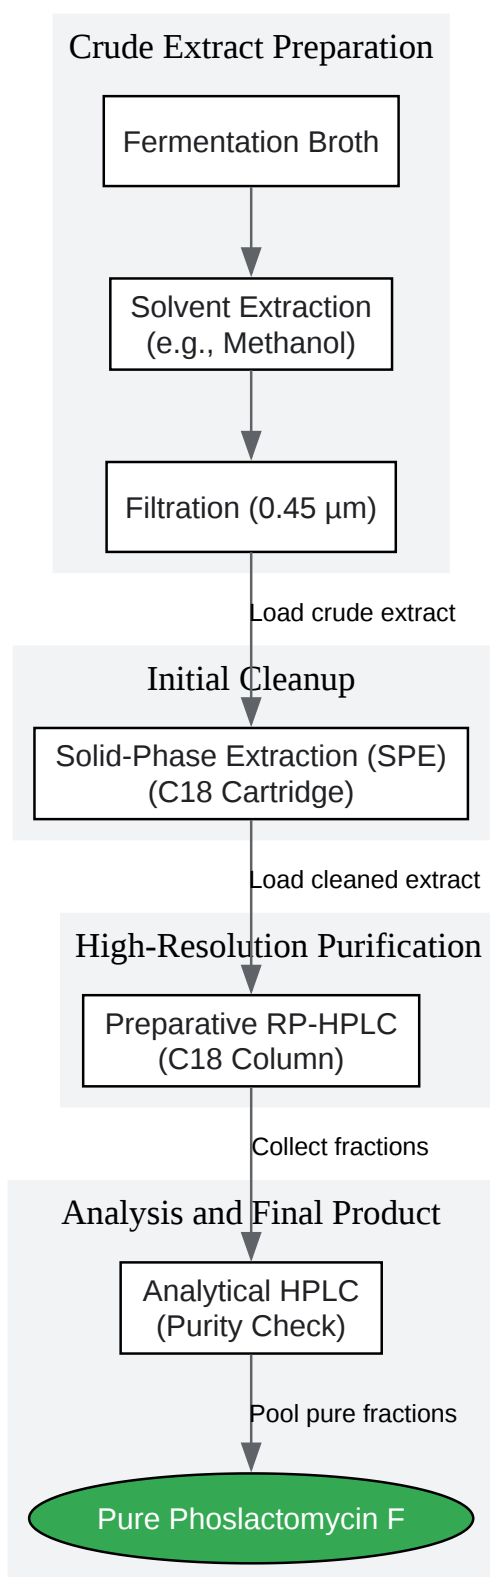 Crude Extract Preparation
Fermentation Broth
Solvent Extraction
(e.g., Methanol)
Filtration (0.45 µm)
Load crude extract
Initial Cleanup
Solid-Phase Extraction (SPE)
(C18 Cartridge)
Load cleaned extract
High-Resolution Purification
Preparative RP-HPLC
(C18 Column)
Collect fractions
Analysis and Final Product
Analytical HPLC
(Purity Check)
Pool pure fractions
Pure Phoslactomycin F